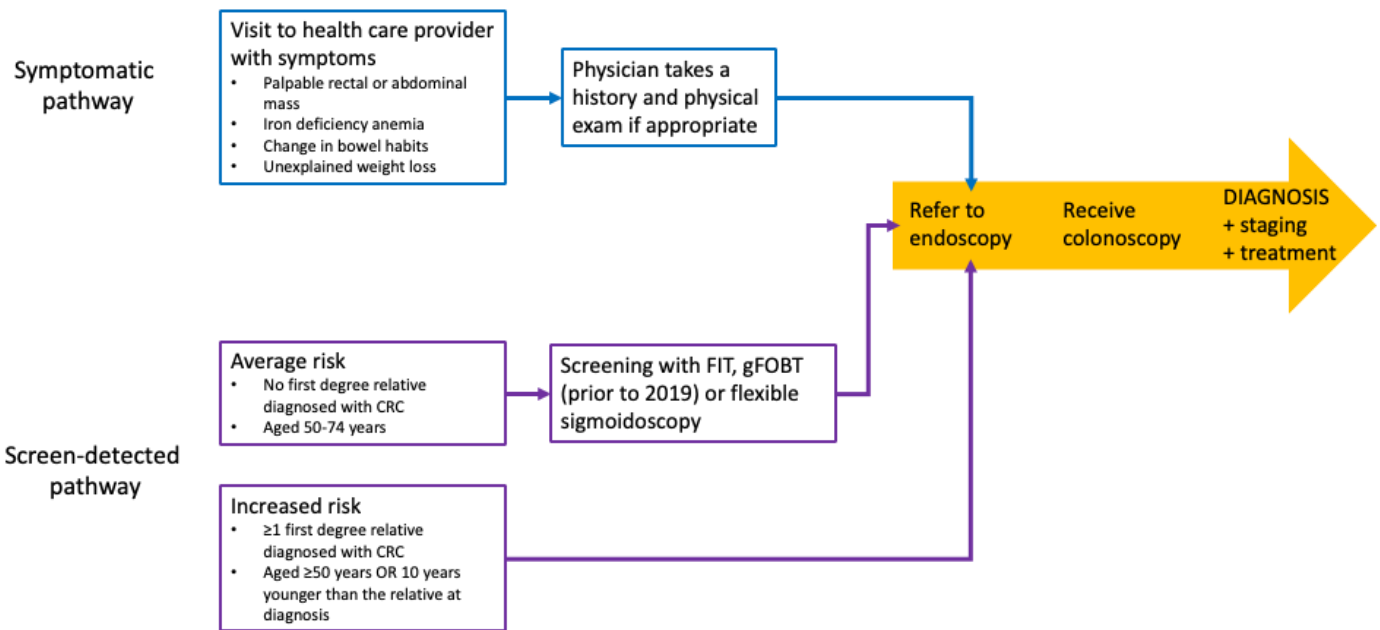 Symptomatic
pathway
Visit to health care provider
with symptoms
• Palpable rectal or abdominal
mass
• Iron deficiency anemia
• Change in bowel habits
• Unexplained weight loss
Physician takes a
history and physical
exam if appropriate
Refer to
endoscopy
Receive
colonoscopy
DIAGNOSIS
+ staging
+ treatment
Screen-detected
pathway
Average risk
• No first degree relative
diagnosed with CRC
• Aged 50-74 years
Screening with FIT, gFOBT
(prior to 2019) or flexible
sigmoidoscopy
Increased risk
• ≥1 first degree relative
diagnosed with CRC
• Aged ≥50 years OR 10 years
younger than the relative at
diagnosis